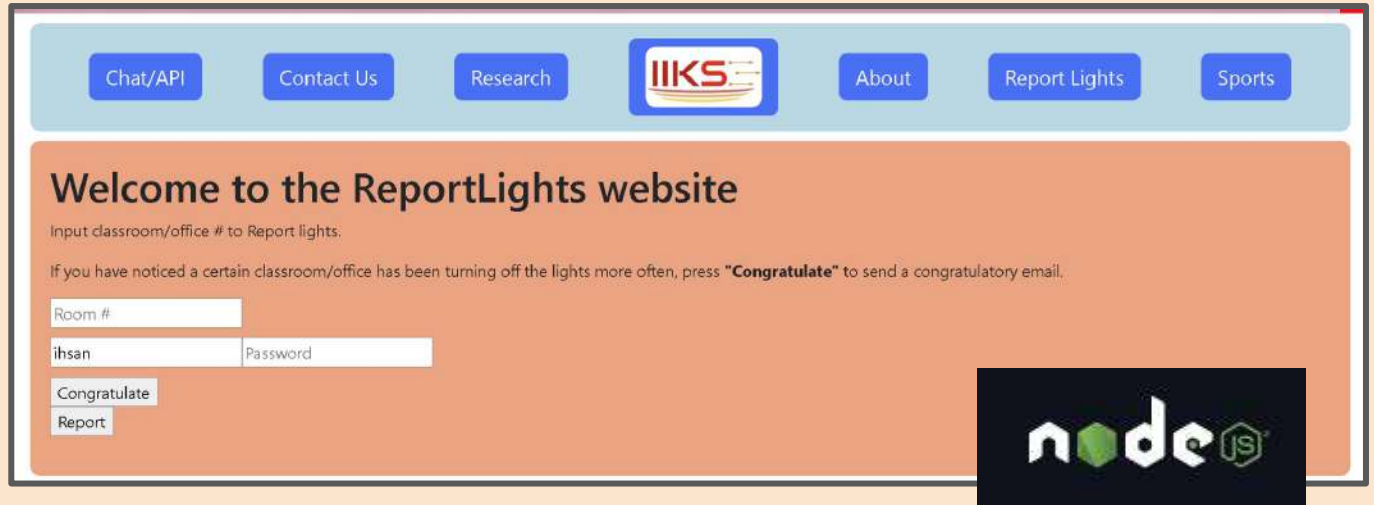 Chat/API
Contact Us
Research
IIKS
About
Report Lights
Sports
Welcome to the ReportLights website
Input classroom/office # to Report lights.
If you have noticed a certain classroom/office has been turning off the lights more often, press "Congratulate" to send a congratulatory email.
Room #
ihsan Password
Congratulate
Report
node JS